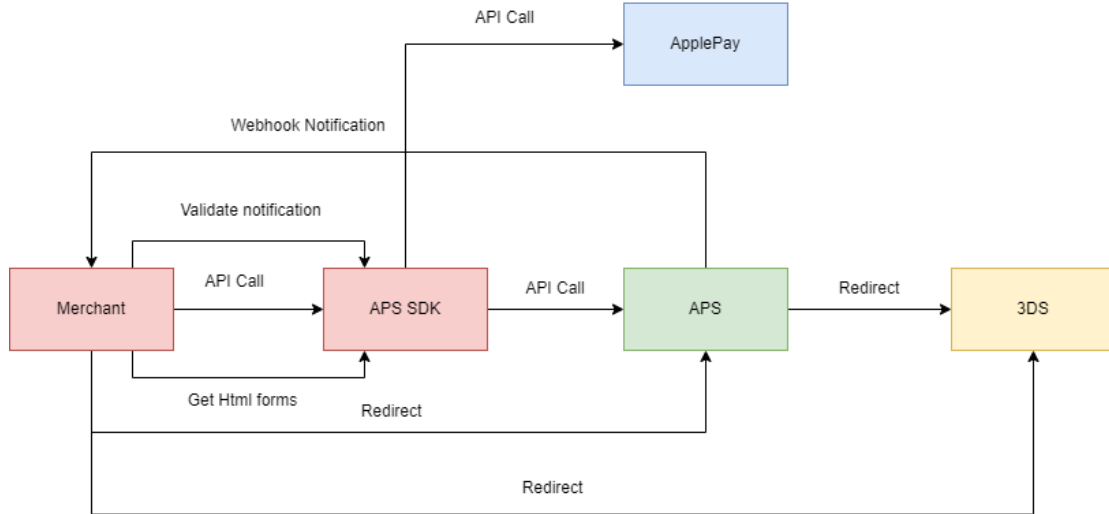 API Call
ApplePay
Webhook Notification
Validate notification
API Call
API Call
Redirect
Merchant
APS SDK
APS
3DS
Get Html forms
Redirect
Redirect